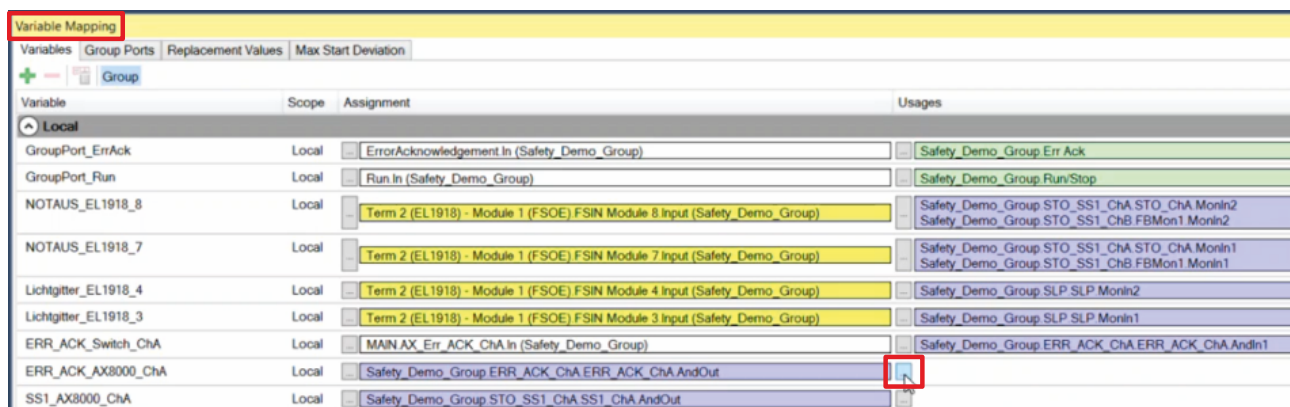 Variable Mapping
Variables Group Ports Replacement Values Max Start Deviation
Group
Variable Scope Assignment Usages
Local
GroupPort_ErrAck Local ... ErrorAcknowledgement.In (Safety_Demo_Group) ... Safety_Demo_Group.Err Ack
GroupPort_Run Local ... Run.In (Safety_Demo_Group) ... Safety_Demo_Group.Run/Stop
NOTAUS_EL1918_8 Local ... Term 2 (EL1918) - Module 1 (FSOE).FSIN Module 8.Input (Safety_Demo_Group) ... Safety_Demo_Group.STO_SS1_ChA.STO_ChA.MonIn2
Safety_Demo_Group.STO_SS1_ChB.FBMon1.MonIn2
NOTAUS_EL1918_7 Local ... Term 2 (EL1918) - Module 1 (FSOE).FSIN Module 7.Input (Safety_Demo_Group) ... Safety_Demo_Group.STO_SS1_ChA.STO_ChA.MonIn1
Safety_Demo_Group.STO_SS1_ChB.FBMon1.MonIn1
Lichtgitter_EL1918_4 Local ... Term 2 (EL1918) - Module 1 (FSOE).FSIN Module 4.Input (Safety_Demo_Group) ... Safety_Demo_Group.SLP.SLP.MonIn2
Lichtgitter_EL1918_3 Local ... Term 2 (EL1918) - Module 1 (FSOE).FSIN Module 3.Input (Safety_Demo_Group) ... Safety_Demo_Group.SLP.SLP.MonIn1
ERR_ACK_Switch_ChA Local ... MAIN.AX_Err_ACK_ChA.In (Safety_Demo_Group) ... Safety_Demo_Group.ERR_ACK_ChA.ERR_ACK_ChA.AndIn1
ERR_ACK_AX8000_ChA Local ... Safety_Demo_Group.ERR_ACK_ChA.ERR_ACK_ChA.AndOut ...
SS1_AX8000_ChA Local ... Safety_Demo_Group.STO_SS1_ChA.SS1_ChA.AndOut ...